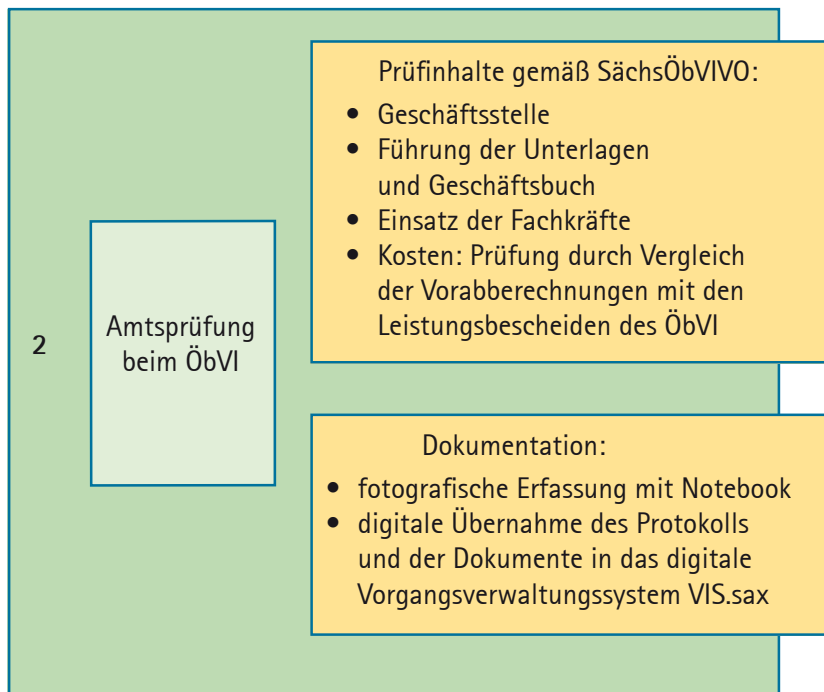 2
Amtsprüfung
beim ÖbVI
Prüfinhalte gemäß SächsÖbVIVO:
• Geschäftsstelle
• Führung der Unterlagen
und Geschäftsbuch
• Einsatz der Fachkräfte
• Kosten: Prüfung durch Vergleich
der Vorabberechnungen mit den
Leistungsbescheiden des ÖbVI
Dokumentation:
• fotografische Erfassung mit Notebook
• digitale Übernahme des Protokolls
und der Dokumente in das digitale
Vorgangsverwaltungssystem VIS.sax